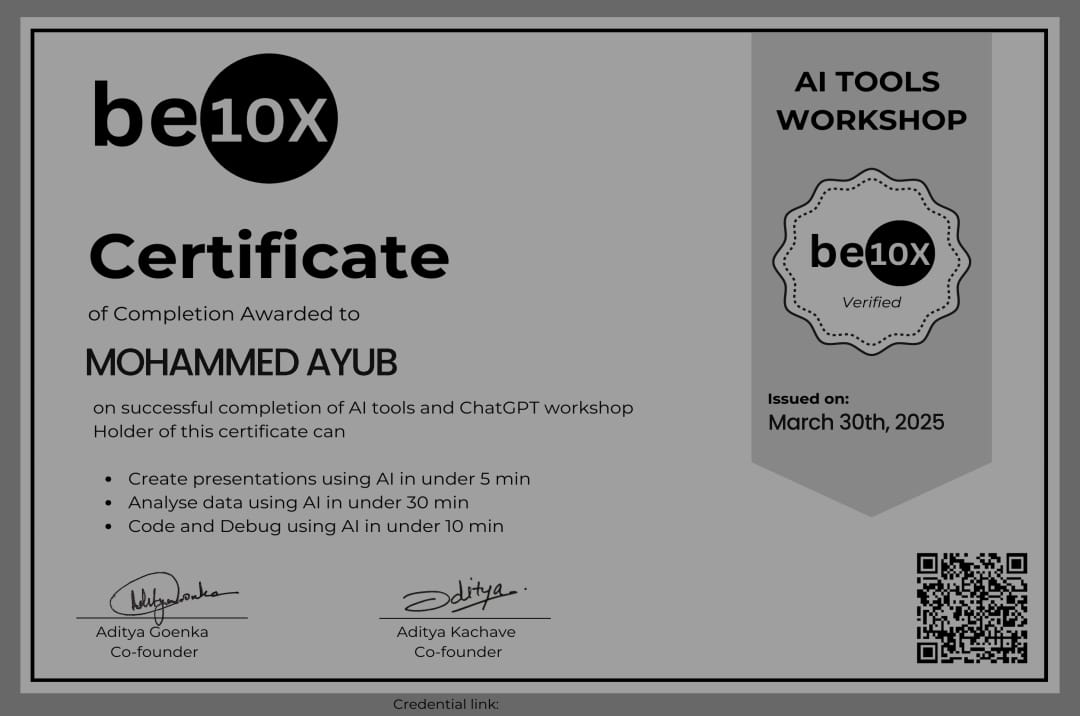 be10X
Certificate
of Completion Awarded to
MOHAMMED AYUB
on successful completion of AI tools and ChatGPT workshop
Holder of this certificate can
• Create presentations using AI in under 5 min
• Analyse data using AI in under 30 min
• Code and Debug using AI in under 10 min
Aditya
Aditya Goenka
Co-founder
Aditya Kachave
Co-founder
AI TOOLS
WORKSHOP
be10X
Verified
Issued on:
March 30th, 2025
Credential link: